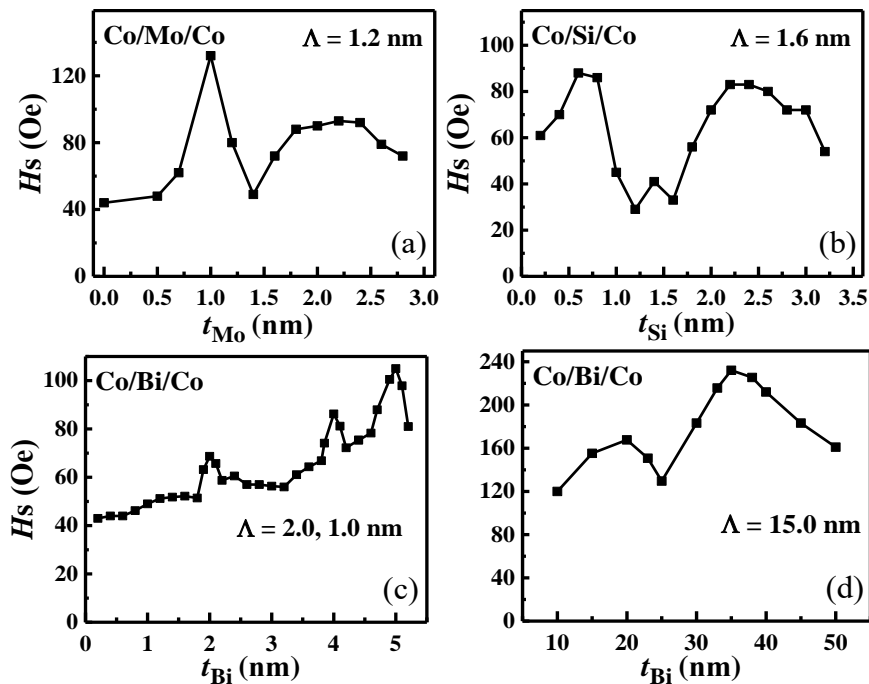 Co/Mo/Co
Λ = 1.2 nm
120
80
40
0
Hs (Oe)
(a)
0.0 0.5 1.0 1.5 2.0 2.5 3.0
tMo (nm)
Co/Si/Co
Λ = 1.6 nm
100
80
60
40
20
0
Hs (Oe)
(b)
0.0 0.5 1.0 1.5 2.0 2.5 3.0 3.5
tSi (nm)
Co/Bi/Co
100
80
60
40
20
0
Hs (Oe)
Λ = 2.0, 1.0 nm
(c)
0 1 2 3 4 5
tBi (nm)
Co/Bi/Co
240
200
160
120
80
40
0
Hs (Oe)
Λ = 15.0 nm
(d)
10 20 30 40 50
tBi (nm)